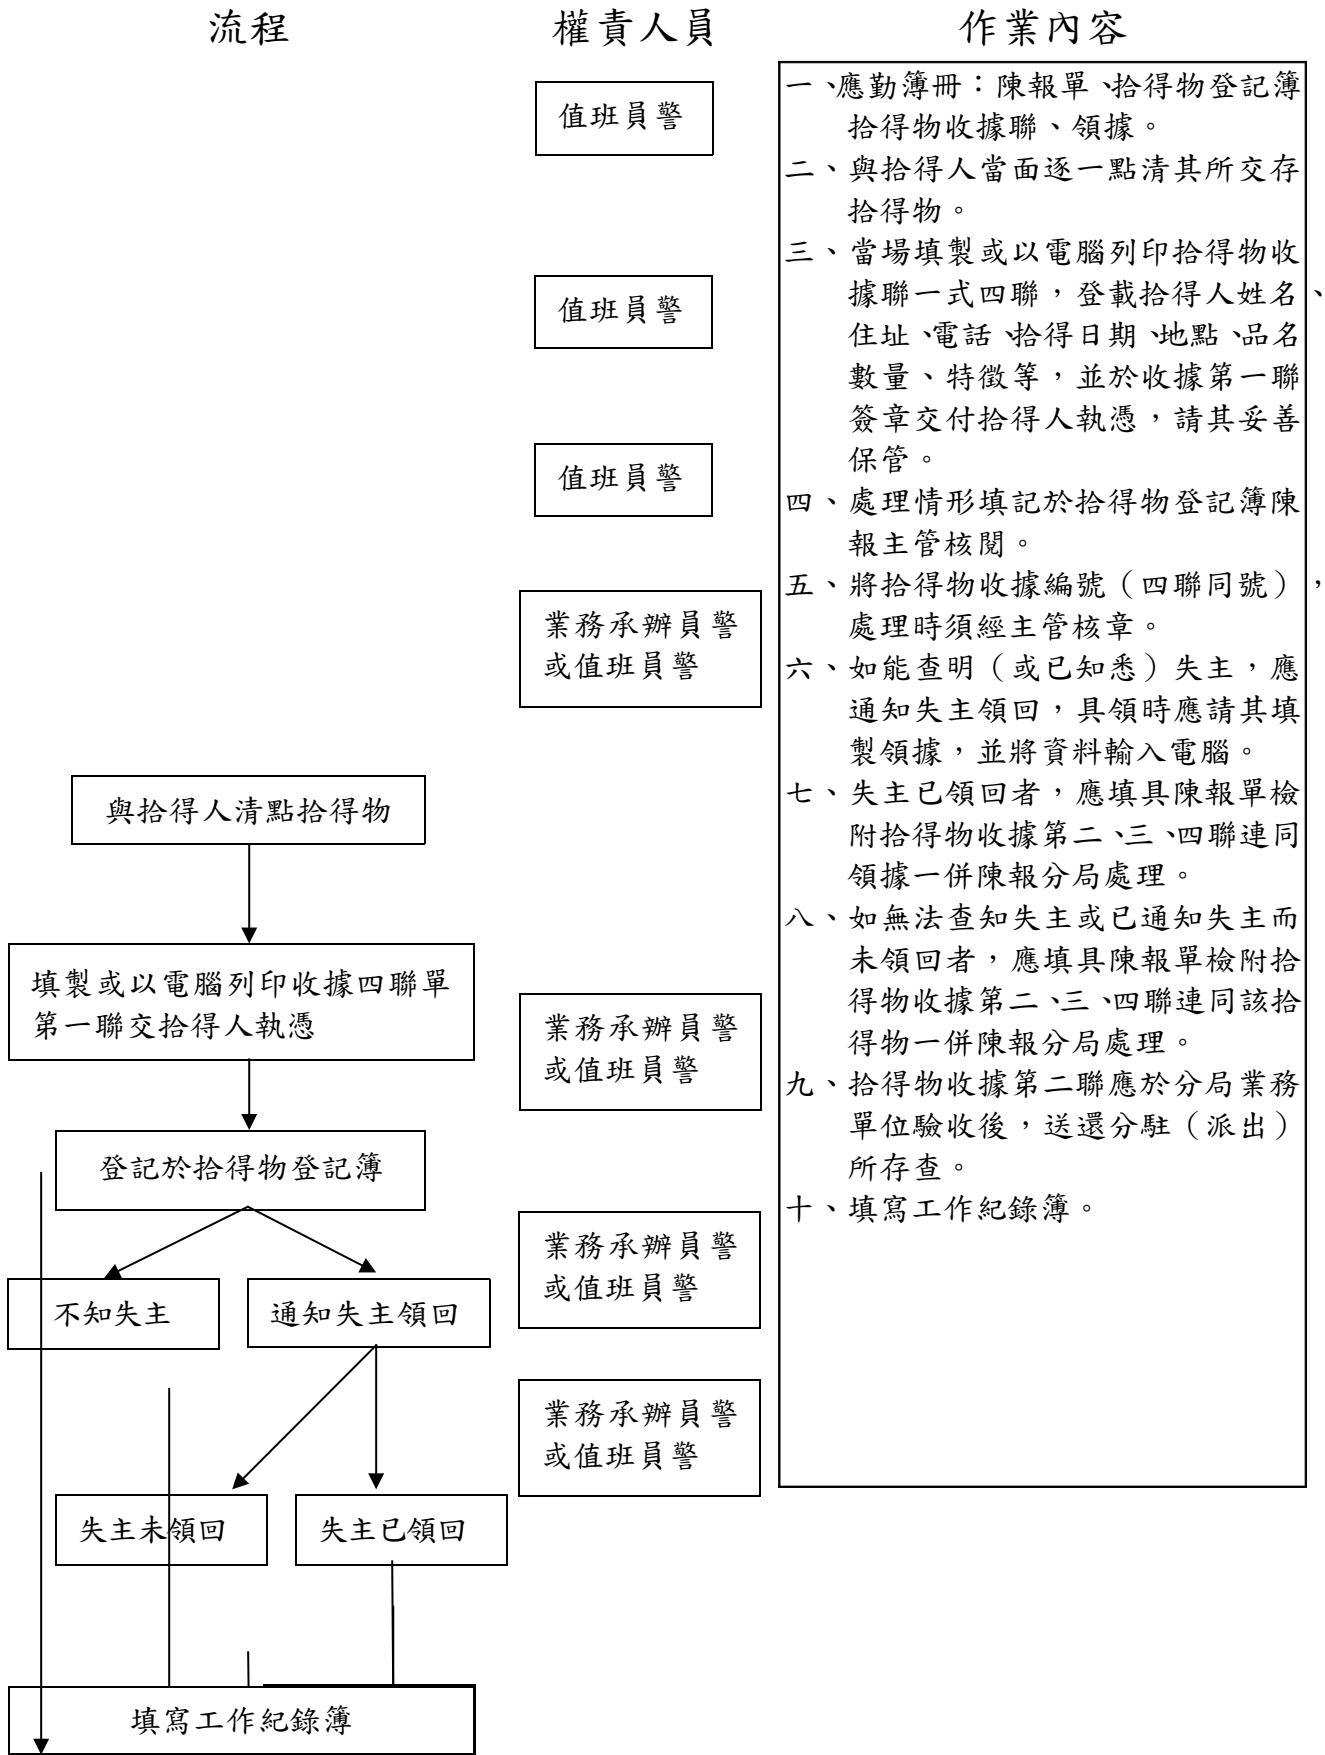 流程
權責人員
作業內容
值班員警
值班員警
值班員警
業務承辦員警
或值班員警
業務承辦員警
或值班員警
業務承辦員警
或值班員警
業務承辦員警
或值班員警
一、應勤簿冊：陳報單、拾得物登記簿
拾得物收據聯、領據。
二、與拾得人當面逐一點清其所交存
拾得物。
三、當場填製或以電腦列印拾得物收
據聯一式四聯，登載拾得人姓名、
住址、電話、拾得日期、地點、品名
數量、特徵等，並於收據第一聯
簽章交付拾得人執憑，請其妥善
保管。
四、處理情形填記於拾得物登記簿陳
報主管核閱。
五、將拾得物收據編號（四聯同號），
處理時須經主管核章。
六、如能查明（或已知悉）失主，應
通知失主領回，具領時應請其填
製領據，並將資料輸入電腦。
七、失主已領回者，應填具陳報單檢
附拾得物收據第二、三、四聯連同
領據一併陳報分局處理。
八、如無法查知失主或已通知失主而
未領回者，應填具陳報單檢附拾
得物收據第二、三、四聯連同該拾
得物一併陳報分局處理。
九、拾得物收據第二聯應於分局業務
單位驗收後，送還分駐（派出）
所存查。
十、填寫工作紀錄簿。
與拾得人清點拾得物
填製或以電腦列印收據四聯單
第一聯交拾得人執憑
登記於拾得物登記簿
不知失主
通知失主領回
失主未領回
失主已領回
填寫工作紀錄簿